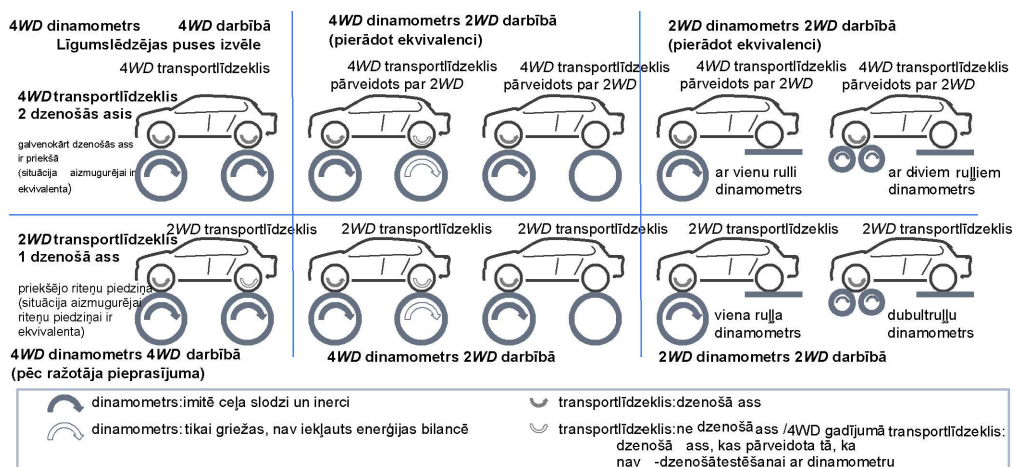 4WD dinamometrs 4WD darbībā
Līgumslēdzējas puses izvēle
4WD transportlīdzeklis
4WD dinamometrs 2WD darbībā
(pierādot ekvivalenci)
4WD transportlīdzeklis
pārveidots par 2WD
4WD transportlīdzeklis
pārveidots par 2WD
2WD dinamometrs 2WD darbībā
(pierādot ekvivalenci)
4WD transportlīdzeklis
pārveidots par 2WD
4WD transportlīdzeklis
pārveidots par 2WD
4WD transportlīdzeklis
2 dzenošās asis
galvenokārt dzenošās ass
ir priekšā
(situācija aizmugurējai ir
ekvivalenta)
ar vienu rulli
dinamometrs
ar diviem ruļļiem
dinamometrs
2WD transportlīdzeklis
1 dzenošā ass
priekšējo riteņu piedziņa
(situācija aizmugurējai
riteņu piedziņai ir
ekvivalenta)
2WD transportlīdzeklis
2WD transportlīdzeklis
2WD transportlīdzeklis
2WD transportlīdzeklis
2WD transportlīdzeklis
viena ruļļa
dinamometrs
dubultruļļu
dinamometrs
4WD dinamometrs 4WD darbībā
(pēc ražotāja pieprasījuma)
4WD dinamometrs 2WD darbībā
2WD dinamometrs 2WD darbībā
dinamometrs: imitē ceļa slodzi un inerci
dinamometrs: tikai griežas, nav iekļauts enerģijas bilancē
transportlīdzeklis: dzenošā ass
transportlīdzeklis: ne dzenošā ass /4WD gadījumā transportlīdzeklis:
dzenošā ass, kas pārveidota tā, ka
nav -dzenošā testēšanai ar dinamometru